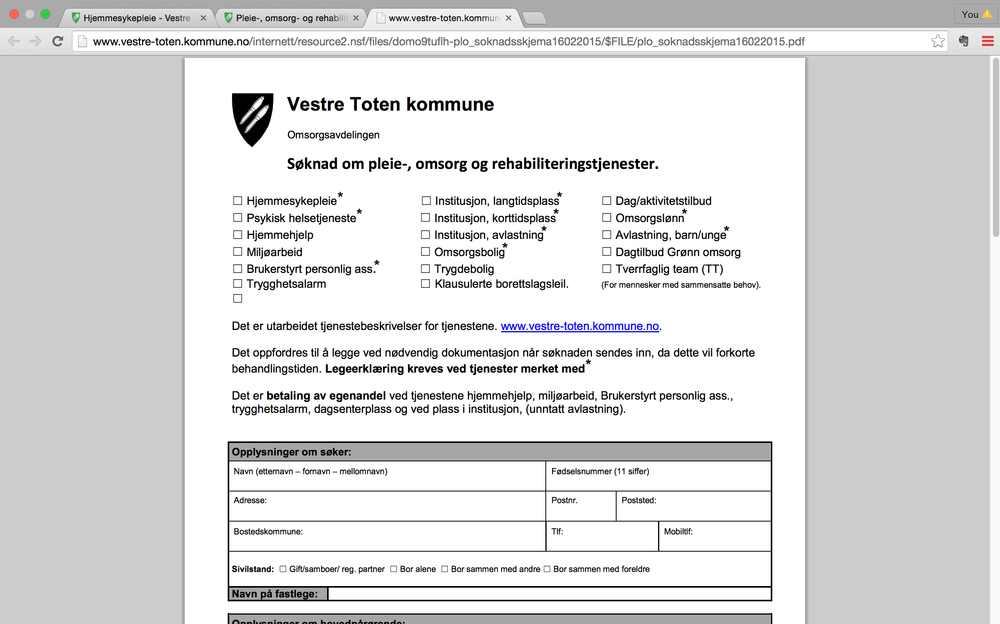 Hjemmesykepleie - Vestre
Pleie-, omsorg- og rehabilit
www.vestre-toten.kommun
You
www.vestre-toten.kommune.no/internett/resource2.nsf/files/domo9tuflh-plo_soknadsskjema16022015/$FILE/plo_soknadsskjema16022015.pdf
Vestre Toten kommune
Omsorgsavdelingen
Søknad om pleie-, omsorg og rehabiliteringstjenester.
☐ Hjemmesykepleie* ☐ Institusjon, langtidsplass* ☐ Dag/aktivitetstilbud
☐ Psykisk helsetjeneste* ☐ Institusjon, korttidsplass* ☐ Omsorgslønn*
☐ Hjemmehjelp ☐ Institusjon, avlastning* ☐ Avlastning, barn/unge*
☐ Miljøarbeid ☐ Omsorgsbolig* ☐ Dagtilbud Grønn omsorg
☐ Brukerstyrt personlig ass.* ☐ Trygdebolig ☐ Tverrfaglig team (TT)
☐ Trygghetsalarm ☐ Klausulerte borettslagsleil. (For mennesker med sammensatte behov).
☐
Det er utarbeidet tjenestebeskrivelser for tjenestene. www.vestre-toten.kommune.no.
Det oppfordres til å legge ved nødvendig dokumentasjon når søknaden sendes inn, da dette vil forkorte
behandlingstiden. Legeerklæring kreves ved tjenester merket med*
Det er betaling av egenandel ved tjenestene hjemmehjelp, miljøarbeid, Brukerstyrt personlig ass.,
trygghetsalarm, dagsenterplass og ved plass i institusjon, (unntatt avlastning).
Opplysninger om søker:
Navn (etternavn – fornavn – mellomnavn) Fødselsnummer (11 siffer)
Adresse: Postnr. Poststed:
Bostedskommune: Tlf: Mobiltlf:
Sivilstand: ☐ Gift/samboer/ reg. partner ☐ Bor alene ☐ Bor sammen med andre ☐ Bor sammen med foreldre
Navn på fastlege:
Opplysninger om hovedpårørende: